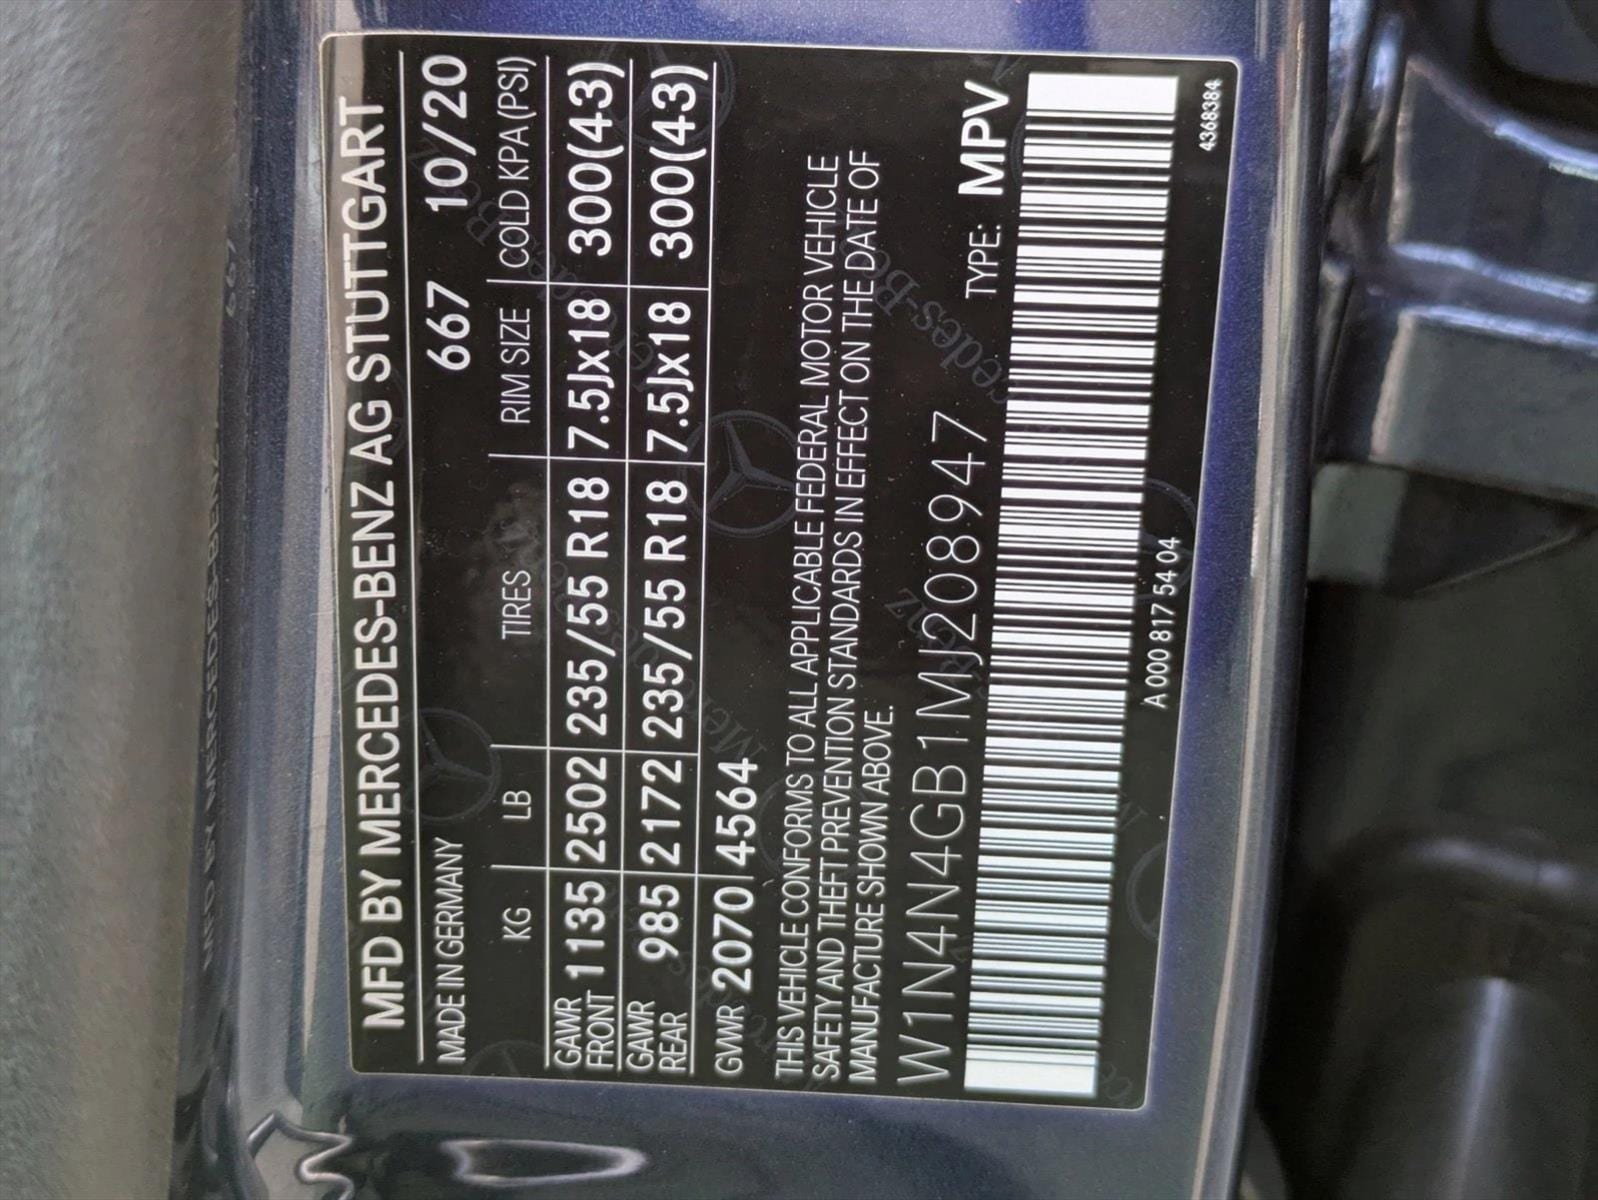 MFD BY MERCEDES-BENZ AG STUTTGART
MADE IN GERMANY 667 10/20
KG LB TIRES RIM SIZE COLD KPA (PSI)
GAWR FRONT 1135 2502 235/55 R18 7.5Jx18 300(43)
GAWR REAR 985 2172 235/55 R18 7.5Jx18 300(43)
GVWR 2070 4564
THIS VEHICLE CONFORMS TO ALL APPLICABLE FEDERAL MOTOR VEHICLE
SAFETY AND THEFT PREVENTION STANDARDS IN EFFECT ON THE DATE OF
MANUFACTURE SHOWN ABOVE.
W1N4N4GB1MJ208947 TYPE: MPV
A 000 817 54 04
4368384